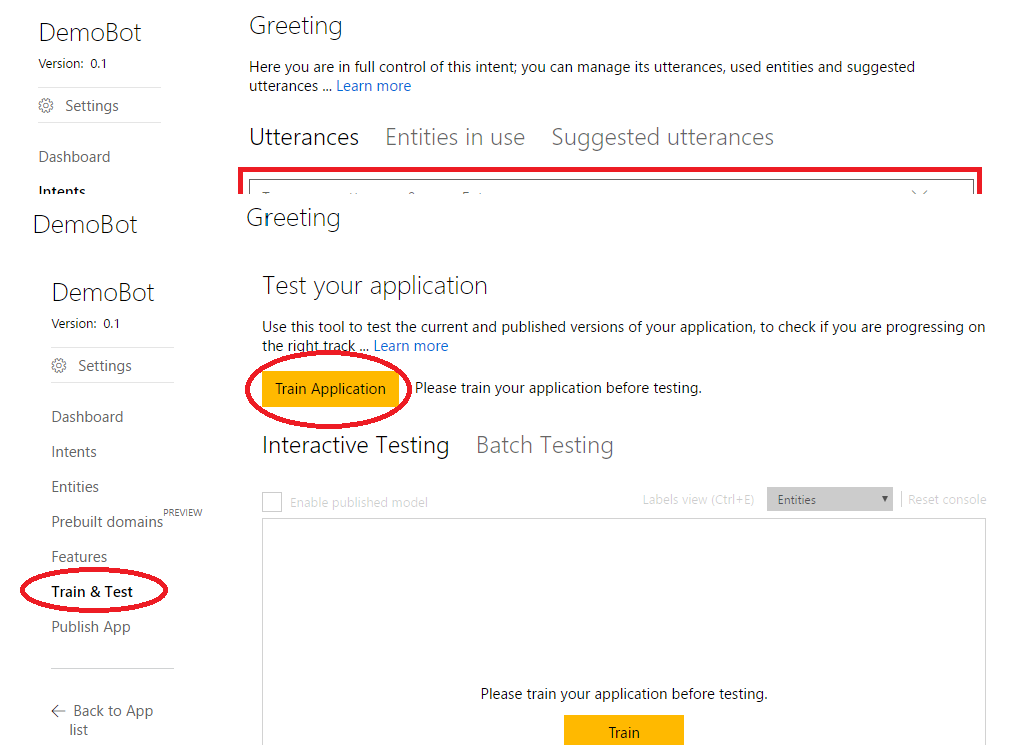 DemoBot
Version: 0.1
Settings
Dashboard
Intents
Greeting
Here you are in full control of this intent; you can manage its utterances, used entities and suggested
utterances ... Learn more
Utterances Entities in use Suggested utterances
DemoBot
Greeting
DemoBot
Version: 0.1
Settings
Dashboard
Intents
Entities
Prebuilt domains PREVIEW
Features
Train & Test
Publish App
Back to App
list
Test your application
Use this tool to test the current and published versions of your application, to check if you are progressing on
the right track ... Learn more
Train Application Please train your application before testing.
Interactive Testing Batch Testing
Enable published model Labels view (Ctrl+E) Entities Reset console
Please train your application before testing.
Train